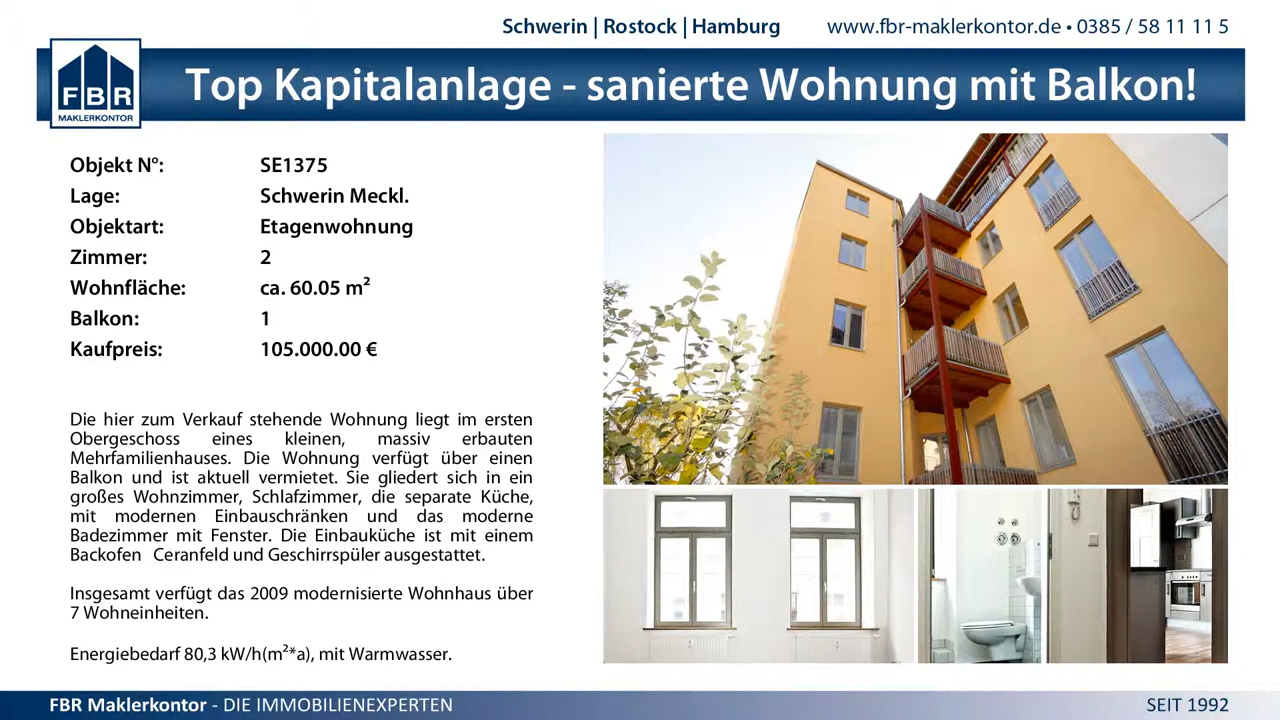 Schwerin | Rostock | Hamburg www.fbr-maklerkontor.de • 0385 / 58 11 11 5
FBR
MAKLERKONTOR
Top Kapitalanlage - sanierte Wohnung mit Balkon!
Objekt N°: SE1375
Lage: Schwerin Meckl.
Objektart: Etagenwohnung
Zimmer: 2
Wohnfläche: ca. 60.05 m²
Balkon: 1
Kaufpreis: 105.000.00 €
Die hier zum Verkauf stehende Wohnung liegt im ersten
Obergeschoss eines kleinen, massiv erbauten
Mehrfamilienhauses. Die Wohnung verfügt über einen
Balkon und ist aktuell vermietet. Sie gliedert sich in ein
großes Wohnzimmer, Schlafzimmer, die separate Küche,
mit modernen Einbauschränken und das moderne
Badezimmer mit Fenster. Die Einbauküche ist mit einem
Backofen Ceranfeld und Geschirrspüler ausgestattet.
Insgesamt verfügt das 2009 modernisierte Wohnhaus über
7 Wohneinheiten.
Energiebedarf 80,3 kW/h(m²*a), mit Warmwasser.
FBR Maklerkontor - DIE IMMOBILIENEXPERTEN SEIT 1992